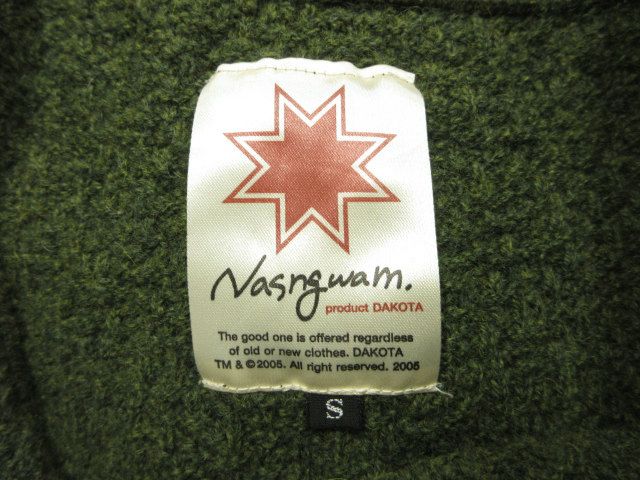 Nasngwam.
product DAKOTA
The good one is offered regardless
of old or new clothes. DAKOTA
TM & ©2005. All right reserved. 2005
S